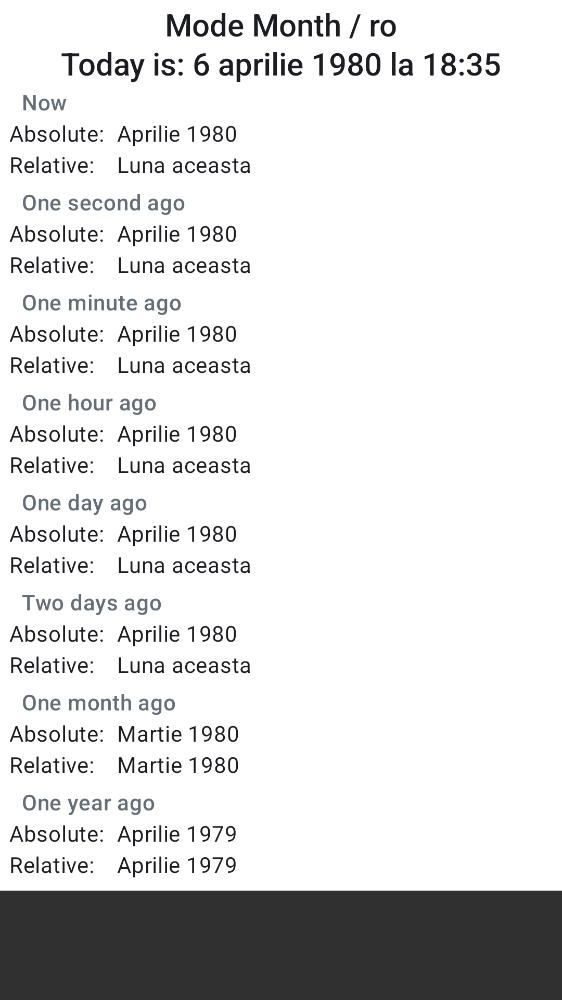 Mode Month / ro
Today is: 6 aprilie 1980 la 18:35
Now
Absolute: Aprilie 1980
Relative: Luna aceasta
One second ago
Absolute: Aprilie 1980
Relative: Luna aceasta
One minute ago
Absolute: Aprilie 1980
Relative: Luna aceasta
One hour ago
Absolute: Aprilie 1980
Relative: Luna aceasta
One day ago
Absolute: Aprilie 1980
Relative: Luna aceasta
Two days ago
Absolute: Aprilie 1980
Relative: Luna aceasta
One month ago
Absolute: Martie 1980
Relative: Martie 1980
One year ago
Absolute: Aprilie 1979
Relative: Aprilie 1979